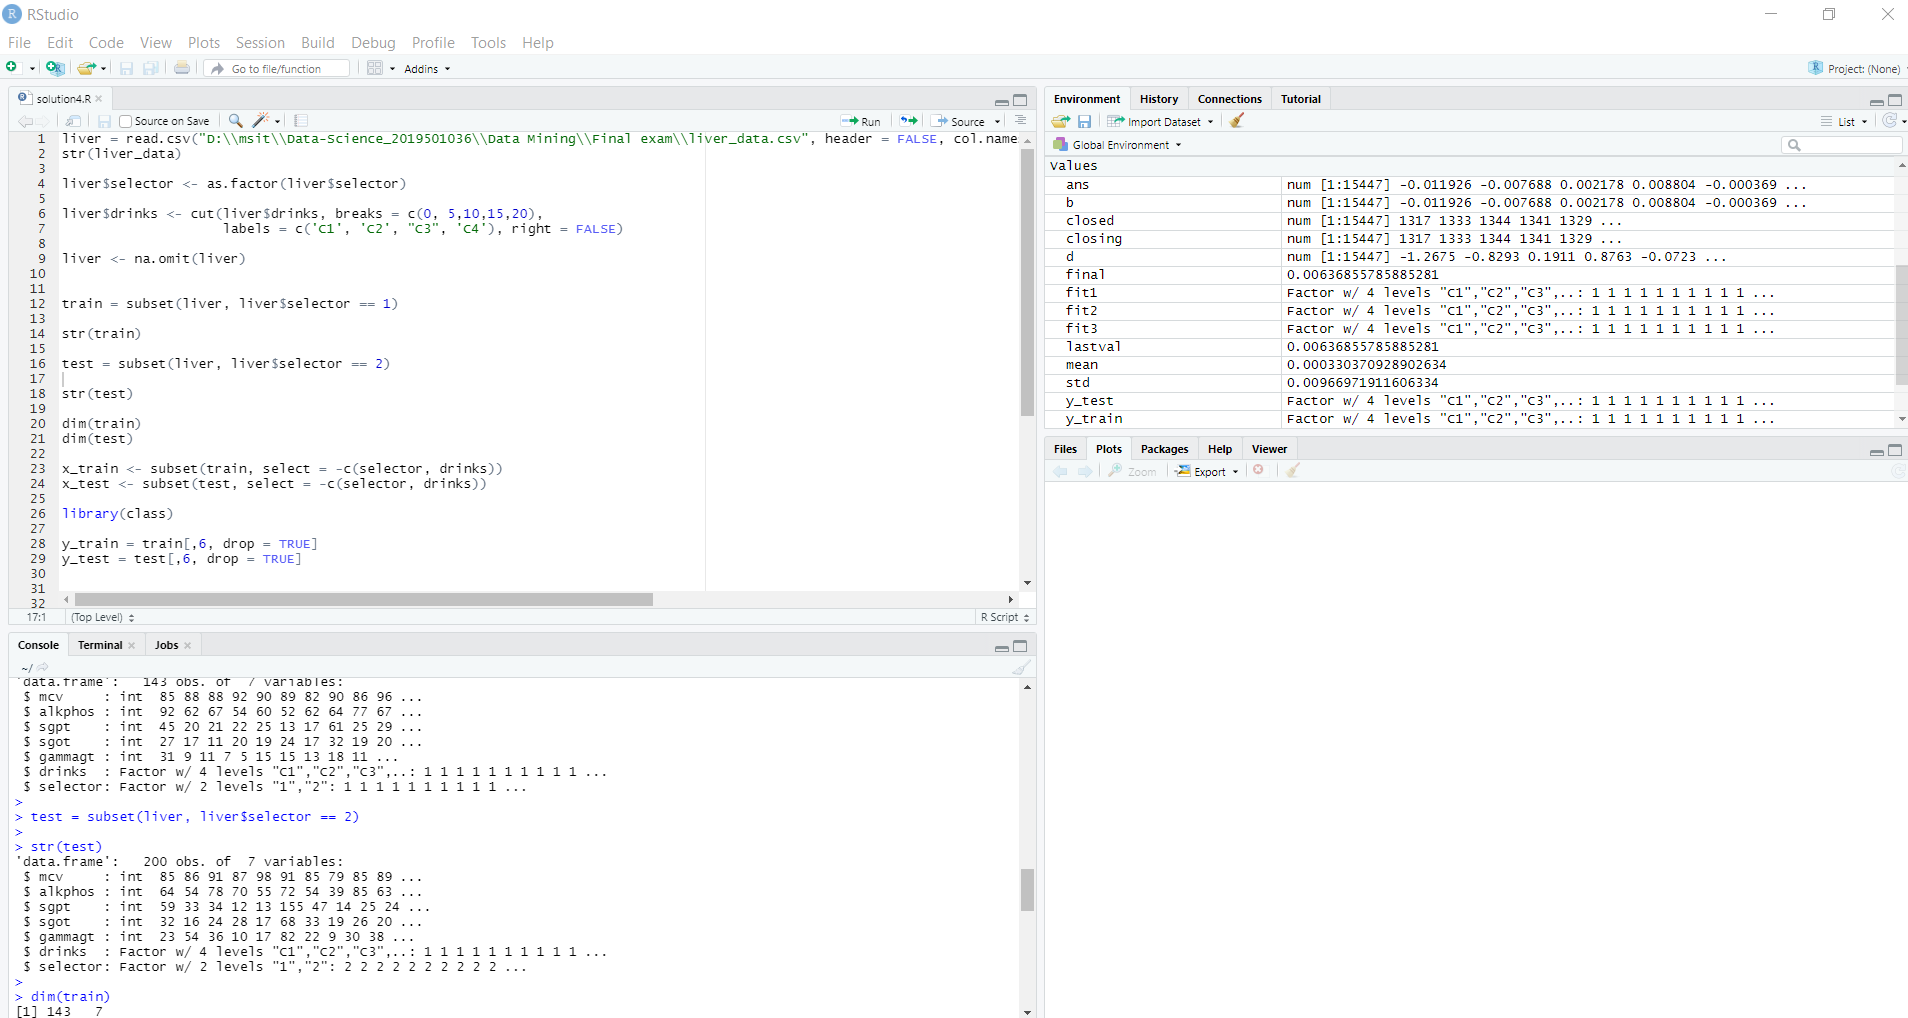 RStudio
File Edit Code View Plots Session Build Debug Profile Tools Help
Go to file/function Addins Project: (None)
solution4.R
Source on Save Run Source
1 liver = read.csv("D:\\msit\\Data-Science_2019501036\\Data Mining\\Final exam\\liver_data.csv", header = FALSE, col.name
2 str(liver_data)
3
4 liver$selector <- as.factor(liver$selector)
5
6 liver$drinks <- cut(liver$drinks, breaks = c(0, 5,10,15,20),
7 labels = c('C1', 'C2', "C3", 'C4'), right = FALSE)
8
9 liver <- na.omit(liver)
10
11
12 train = subset(liver, liver$selector == 1)
13
14 str(train)
15
16 test = subset(liver, liver$selector == 2)
17
18 str(test)
19
20 dim(train)
21 dim(test)
22
23 x_train <- subset(train, select = -c(selector, drinks))
24 x_test <- subset(test, select = -c(selector, drinks))
25
26 library(class)
27
28 y_train = train[,6, drop = TRUE]
29 y_test = test[,6, drop = TRUE]
30
31
32
17:1 (Top Level) R Script
Console Terminal Jobs
~/
'data.frame': 143 obs. of 7 variables:
$ mcv : int 85 88 88 92 90 89 82 90 86 96 ...
$ alkphos : int 92 62 67 54 60 52 62 64 77 67 ...
$ sgpt : int 45 20 21 22 25 13 17 61 25 29 ...
$ sgot : int 27 17 11 20 19 24 17 32 19 20 ...
$ gammagt : int 31 9 11 7 5 15 15 13 18 11 ...
$ drinks : Factor w/ 4 levels "C1","C2","C3",..: 1 1 1 1 1 1 1 1 1 1 ...
$ selector: Factor w/ 2 levels "1","2": 1 1 1 1 1 1 1 1 1 1 ...
>
> test = subset(liver, liver$selector == 2)
>
> str(test)
'data.frame': 200 obs. of 7 variables:
$ mcv : int 85 86 91 87 98 91 85 79 85 89 ...
$ alkphos : int 64 54 78 70 55 72 54 39 85 63 ...
$ sgpt : int 59 33 34 12 13 155 47 14 25 24 ...
$ sgot : int 32 16 24 28 17 68 33 19 26 20 ...
$ gammagt : int 23 54 36 10 17 82 22 9 30 38 ...
$ drinks : Factor w/ 4 levels "C1","C2","C3",..: 1 1 1 1 1 1 1 1 1 1 ...
$ selector: Factor w/ 2 levels "1","2": 2 2 2 2 2 2 2 2 2 2 ...
>
> dim(train)
[1] 143 7
Environment History Connections Tutorial
Import Dataset List
Global Environment
Values
ans num [1:15447] -0.011926 -0.007688 0.002178 0.008804 -0.000369 ...
b num [1:15447] -0.011926 -0.007688 0.002178 0.008804 -0.000369 ...
closed num [1:15447] 1317 1333 1344 1341 1329 ...
closing num [1:15447] 1317 1333 1344 1341 1329 ...
d num [1:15447] -1.2675 -0.8293 0.1911 0.8763 -0.0723 ...
final 0.00636855785885281
fit1 Factor w/ 4 levels "C1","C2","C3",..: 1 1 1 1 1 1 1 1 1 1 ...
fit2 Factor w/ 4 levels "C1","C2","C3",..: 1 1 1 1 1 1 1 1 1 1 ...
fit3 Factor w/ 4 levels "C1","C2","C3",..: 1 1 1 1 1 1 1 1 1 1 ...
lastval 0.00636855785885281
mean 0.000330370928902634
std 0.00966971911606334
y_test Factor w/ 4 levels "C1","C2","C3",..: 1 1 1 1 1 1 1 1 1 1 ...
y_train Factor w/ 4 levels "C1","C2","C3",..: 1 1 1 1 1 1 1 1 1 1 ...
Files Plots Packages Help Viewer
Zoom Export